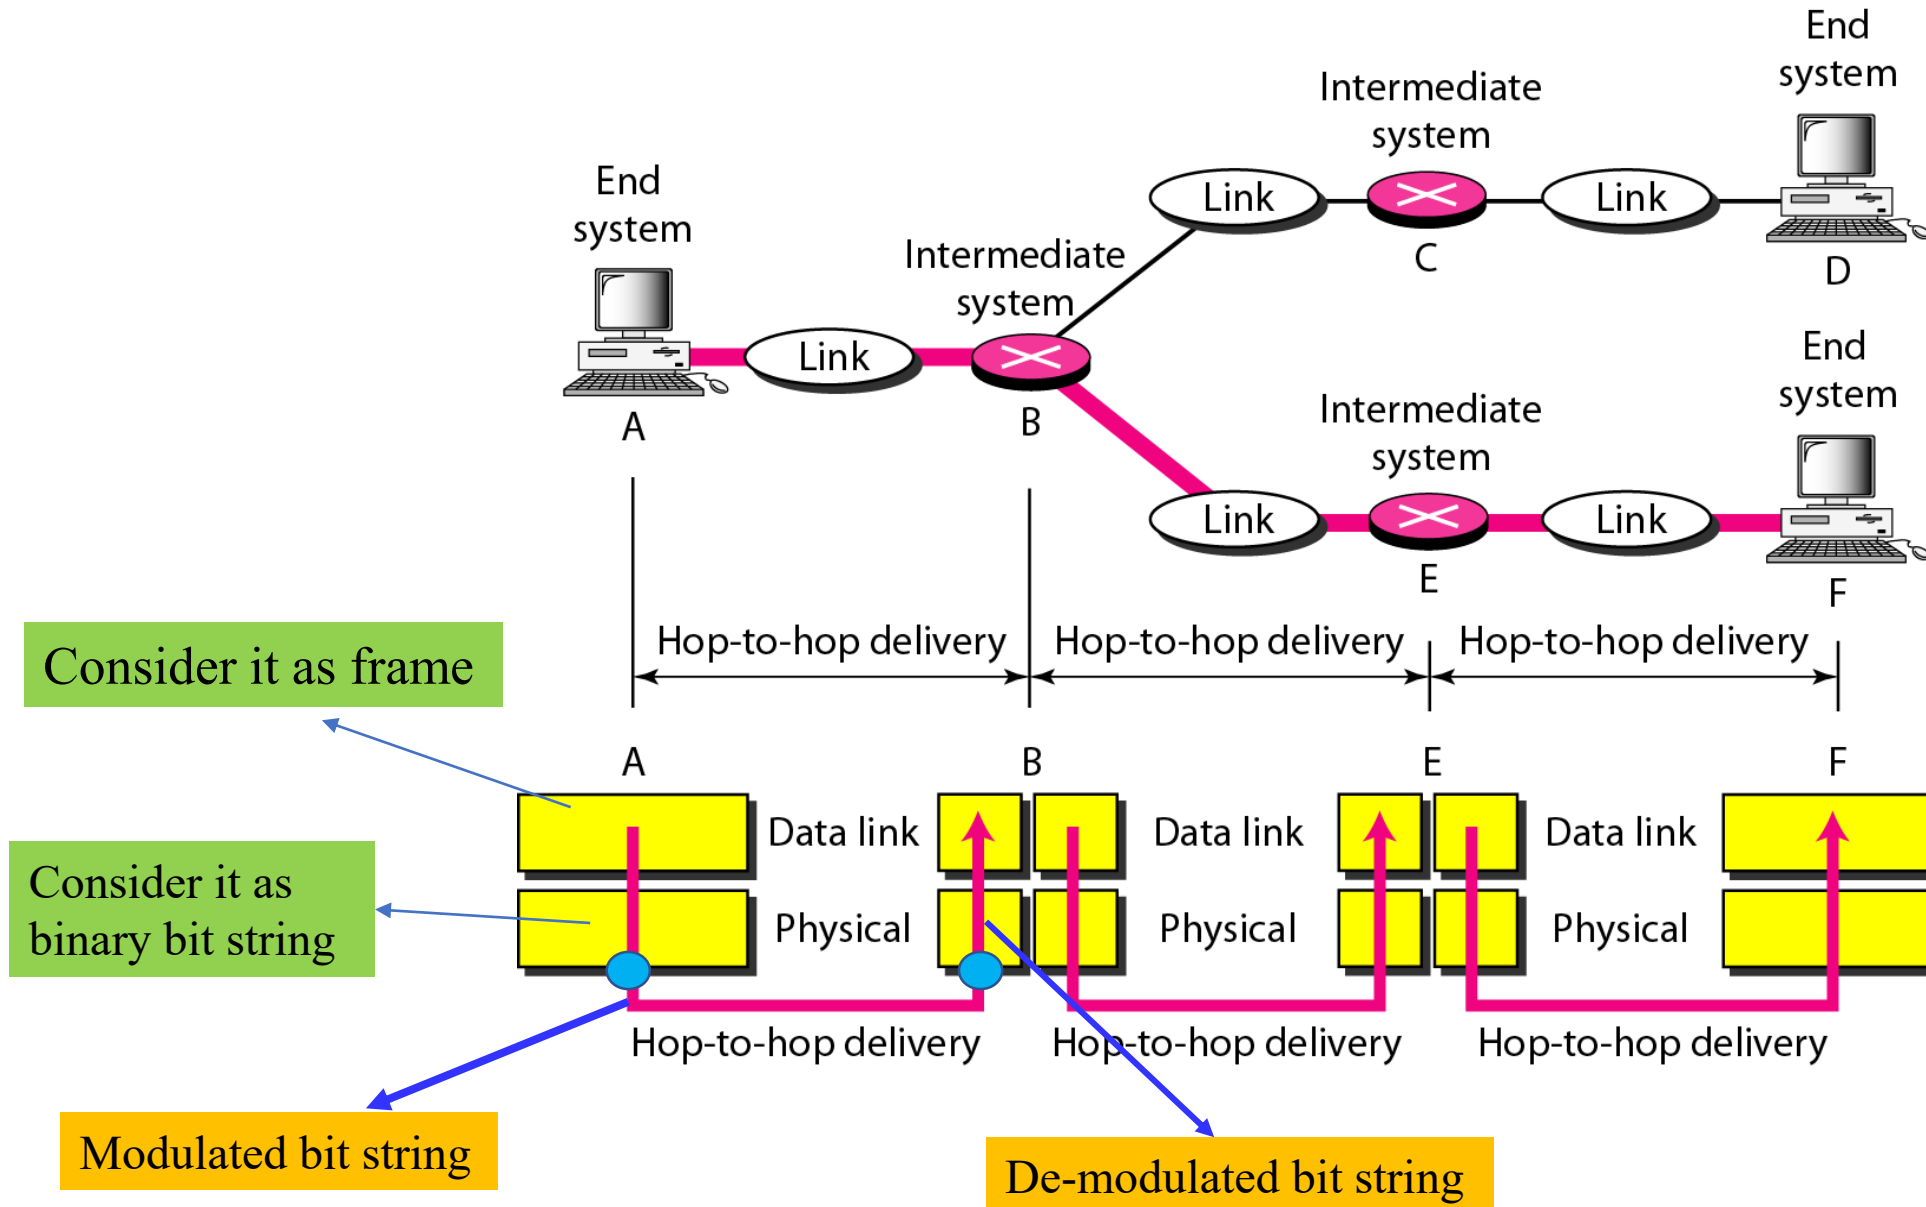 End
system
Intermediate
system
Link
C
Link
D
End
system
Intermediate
system
End
system
A
Link
B
Intermediate
system
Link
E
Link
End
system
F
Hop-to-hop delivery
Hop-to-hop delivery
Hop-to-hop delivery
Consider it as frame
A
B
E
F
Data link
Data link
Data link
Consider it as
binary bit string
Physical
Physical
Physical
Hop-to-hop delivery
Hop-to-hop delivery
Hop-to-hop delivery
Modulated bit string
De-modulated bit string